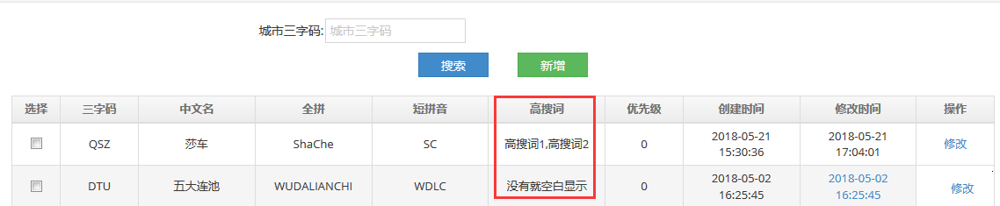 城市三字码: 城市三字码
搜索 新增
选择 三字码 中文名 全拼 短拼音 高搜词 优先级 创建时间 修改时间 操作
QSZ 莎车 ShaChe SC 高搜词1,高搜词2 0 2018-05-21 15:30:36 2018-05-21 17:04:01 修改
DTU 五大连池 WUDALIANCHI WDLC 没有就空白显示 0 2018-05-02 16:25:45 2018-05-02 16:25:45 修改